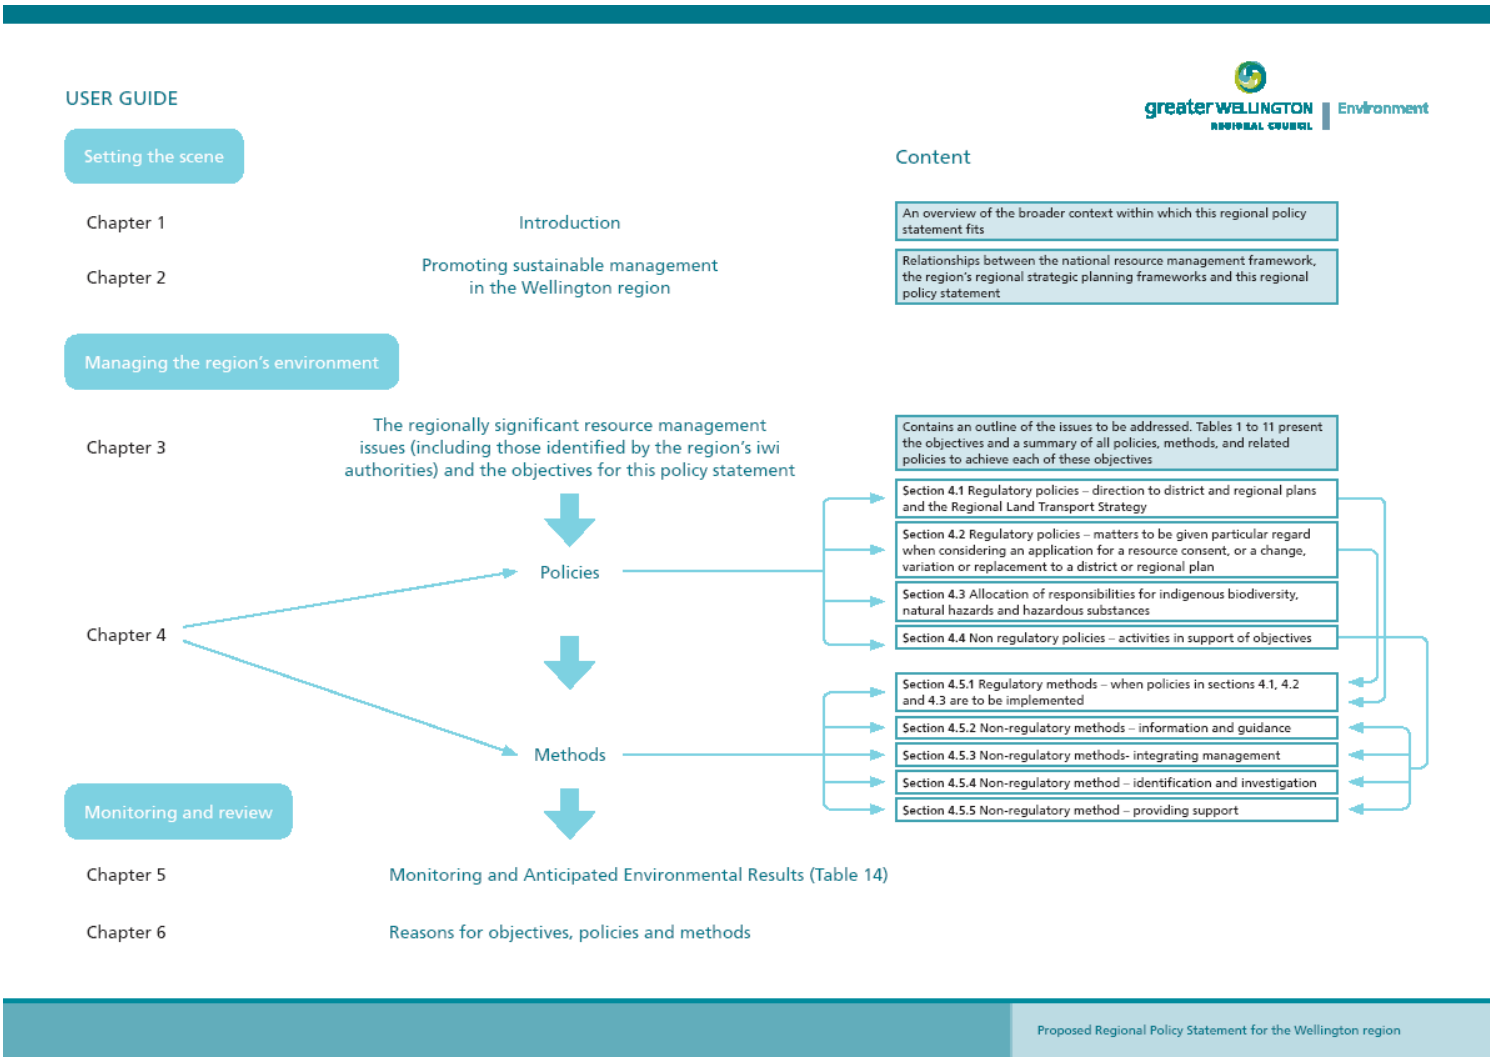 USER GUIDE
greater WELLINGTON
REGIONAL COUNCIL
Environment
Setting the scene
Content
Chapter 1
Introduction
An overview of the broader context within which this regional policy
statement fits
Chapter 2
Promoting sustainable management
in the Wellington region
Relationships between the national resource management framework,
the region's regional strategic planning frameworks and this regional
policy statement
Managing the region's environment
Chapter 3
The regionally significant resource management
issues (including those identified by the region's iwi
authorities) and the objectives for this policy statement
Contains an outline of the issues to be addressed. Tables 1 to 11 present
the objectives and a summary of all policies, methods, and related
policies to achieve each of these objectives
Chapter 4
Policies
Section 4.1 Regulatory policies – direction to district and regional plans
and the Regional Land Transport Strategy
Section 4.2 Regulatory policies – matters to be given particular regard
when considering an application for a resource consent, or a change,
variation or replacement to a district or regional plan
Section 4.3 Allocation of responsibilities for indigenous biodiversity,
natural hazards and hazardous substances
Section 4.4 Non regulatory policies – activities in support of objectives
Methods
Section 4.5.1 Regulatory methods – when policies in sections 4.1, 4.2
and 4.3 are to be implemented
Section 4.5.2 Non-regulatory methods – information and guidance
Section 4.5.3 Non-regulatory methods- integrating management
Section 4.5.4 Non-regulatory method – identification and investigation
Section 4.5.5 Non-regulatory method – providing support
Monitoring and review
Chapter 5
Monitoring and Anticipated Environmental Results (Table 14)
Chapter 6
Reasons for objectives, policies and methods
Proposed Regional Policy Statement for the Wellington region